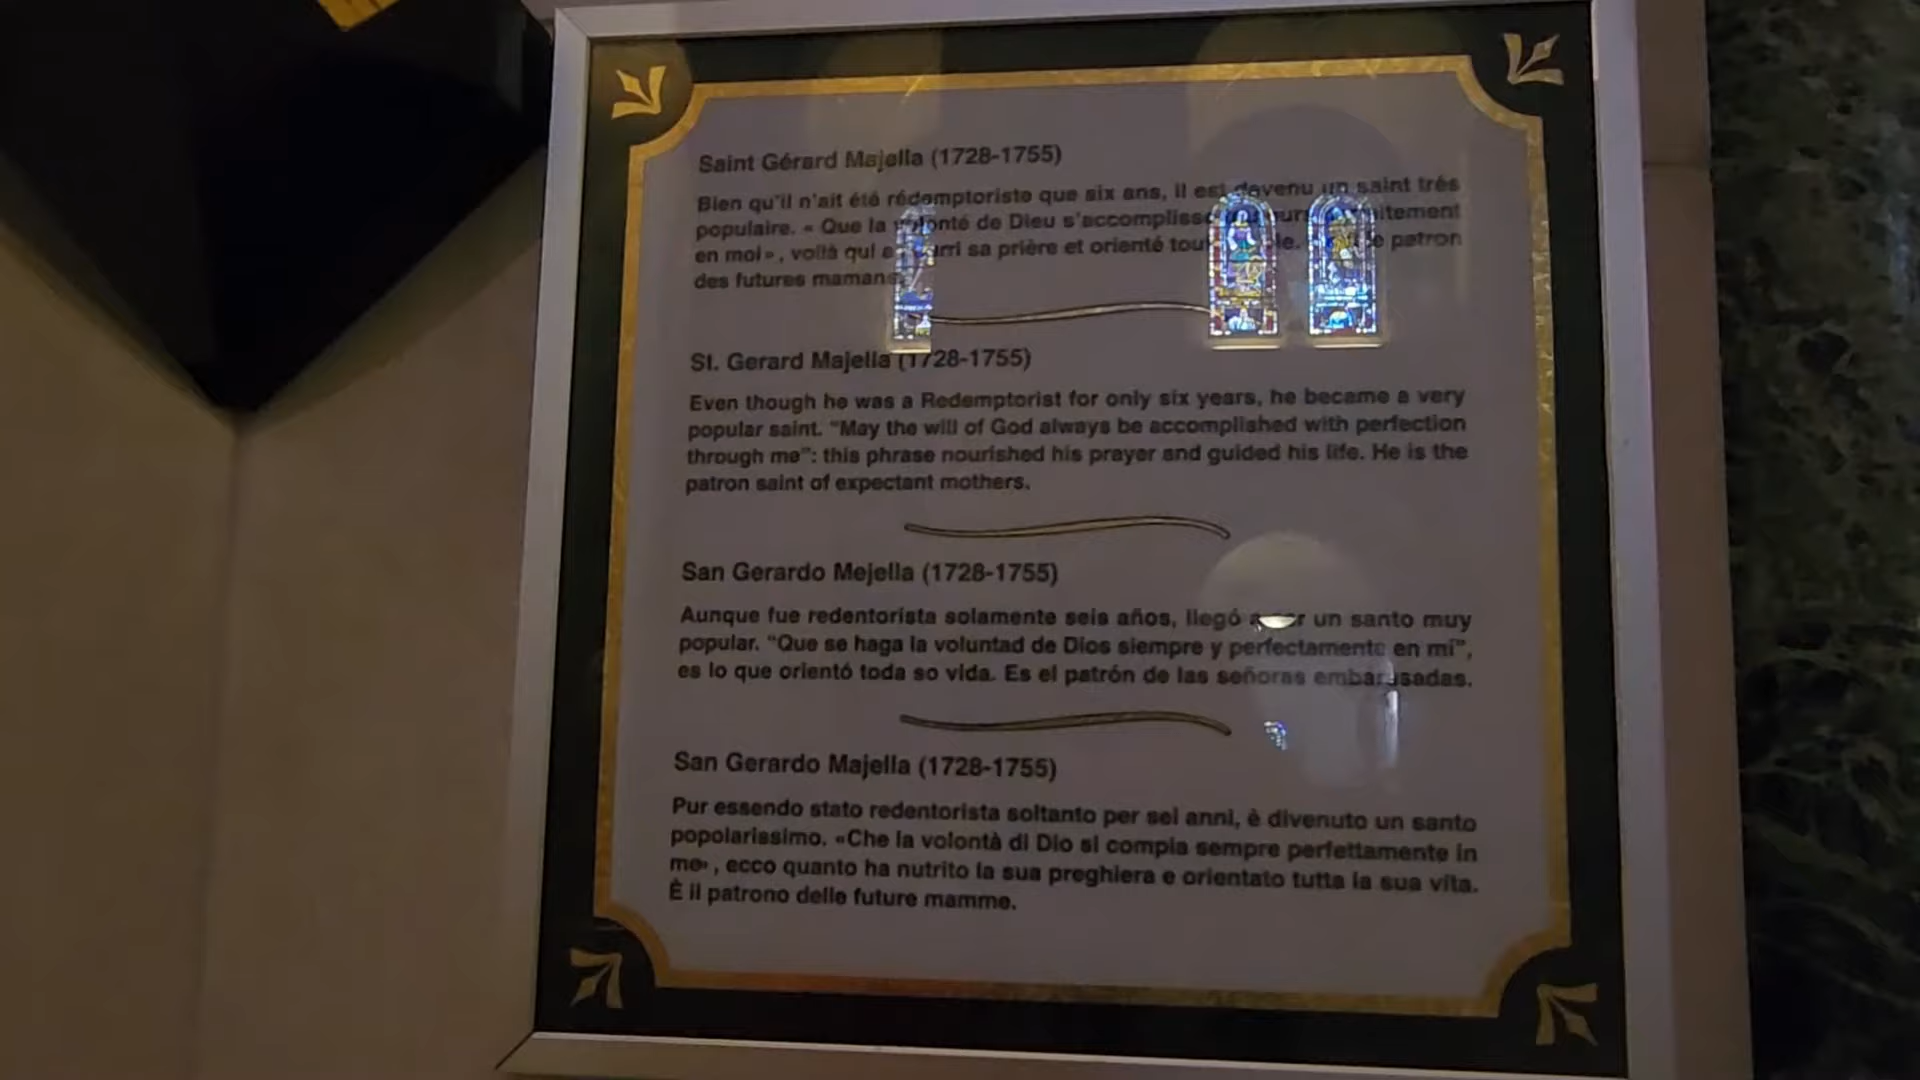 Saint Gérard Majella (1728-1755)
Bien qu'il n'ait été rédemptoriste que six ans, il est devenu un saint trés
populaire. « Que la volonté de Dieu s'accomplisse
en moi », voilà qui a sa prière et orienté patron
des futures mamans.
St. Gerard Majella (1728-1755)
Even though he was a Redemptorist for only six years, he became a very
popular saint. "May the will of God always be accomplished with perfection
through me": this phrase nourished his prayer and guided his life. He is the
patron saint of expectant mothers.
San Gerardo Mejella (1728-1755)
Aunque fue redentorista solamente seis años, llegó a ser un santo muy
popular. "Que se haga la voluntad de Dios siempre y perfectamente en mí",
es lo que orientó toda so vida. Es el patrón de las señoras embarasadas.
San Gerardo Majella (1728-1755)
Pur essendo stato redentorista soltanto per sei anni, è divenuto un santo
popolarissimo. «Che la volontà di Dio si compia sempre perfettamente in
me», ecco quanto ha nutrito la sua preghiera e orientato tutta la sua vita.
È il patrono delle future mamme.